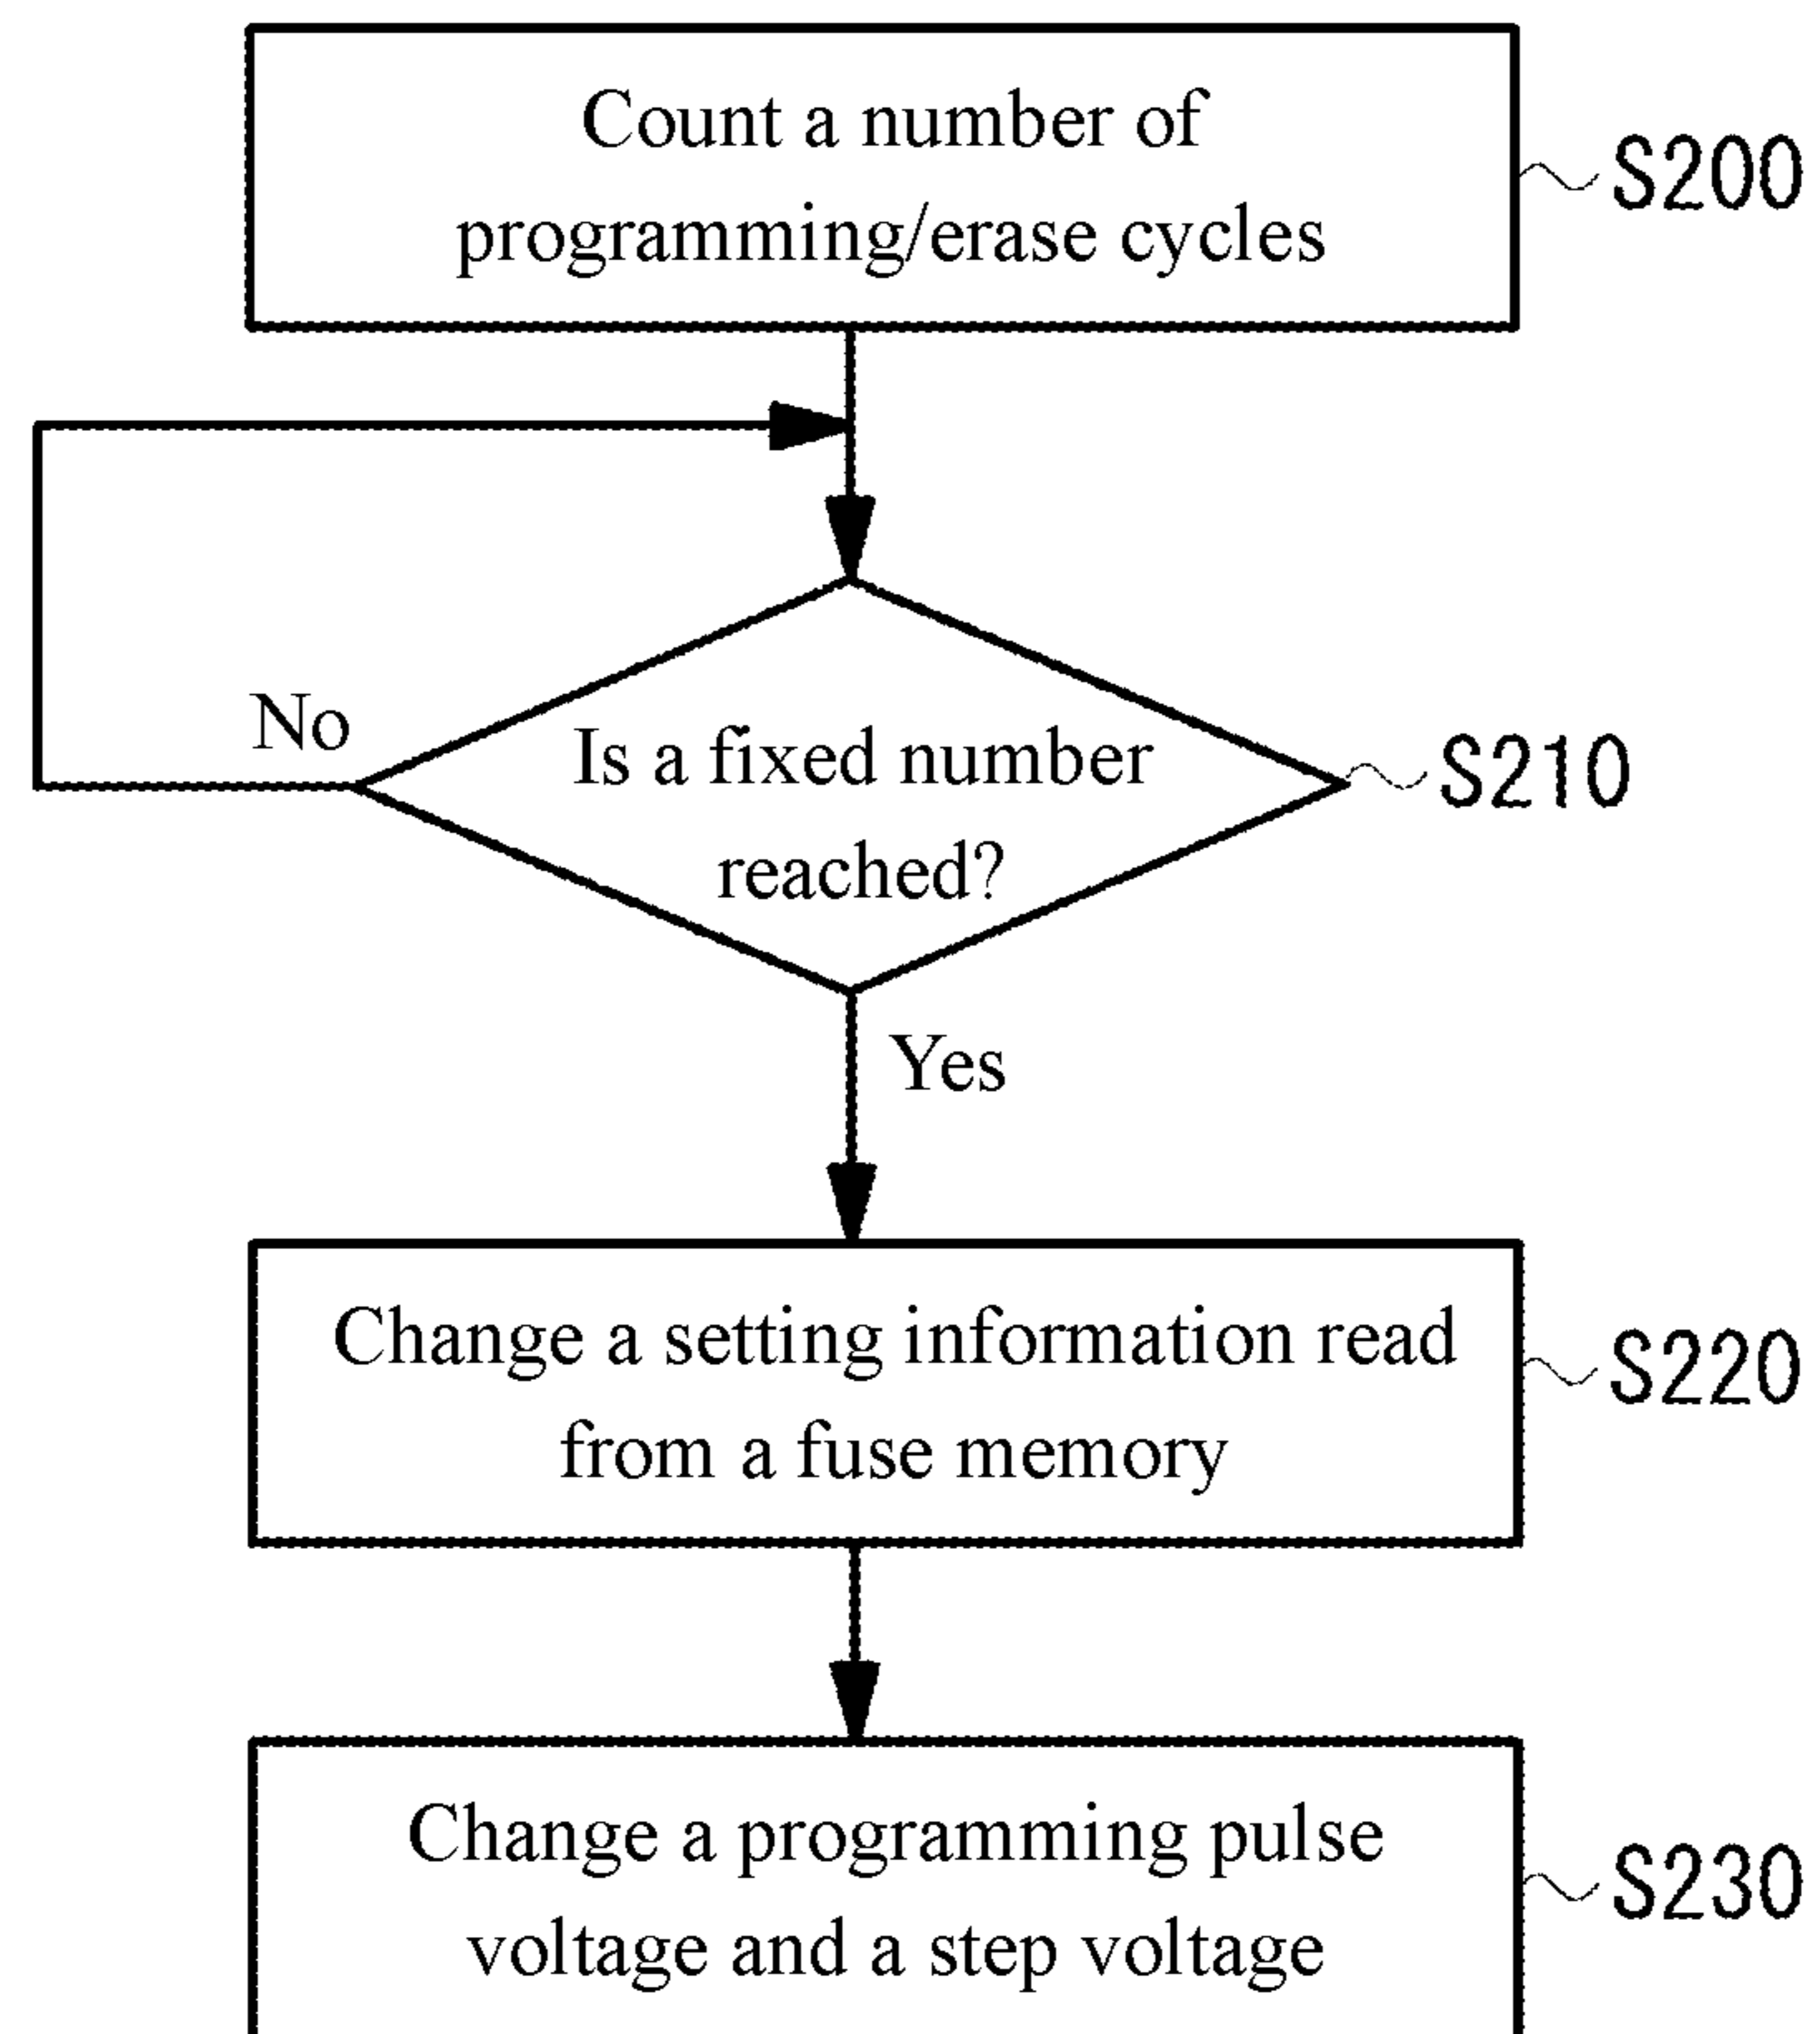 Count a number of
programming/erase cycles
S200
No
Is a fixed number
reached?
S210
Yes
Change a setting information read
from a fuse memory
S220
Change a programming pulse
voltage and a step voltage
S230